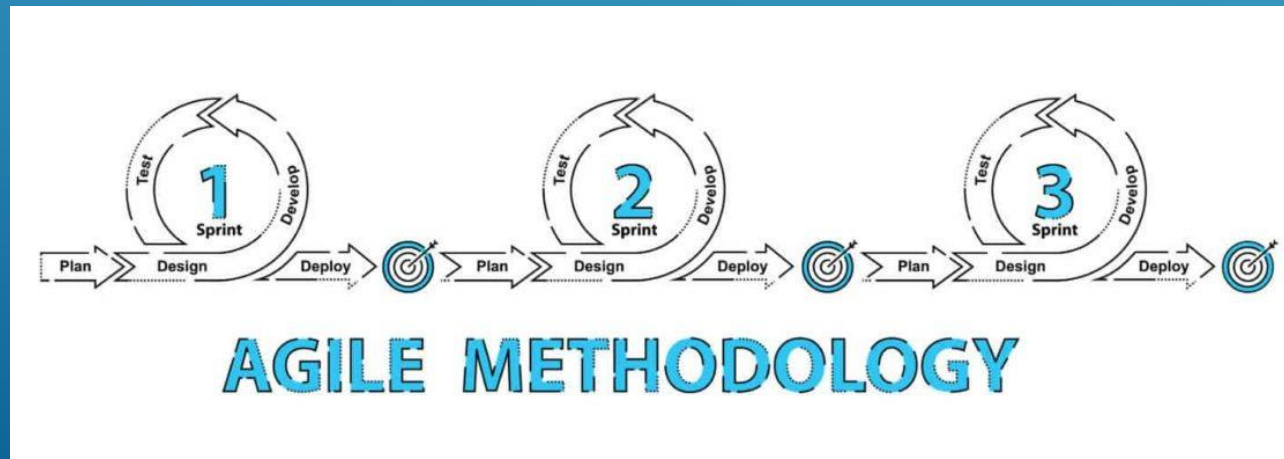 Test
1
Sprint
Develop
Plan
Design
Deploy
Test
2
Sprint
Develop
Plan
Design
Deploy
Test
3
Sprint
Develop
Plan
Design
Deploy
AGILE METHODOLOGY